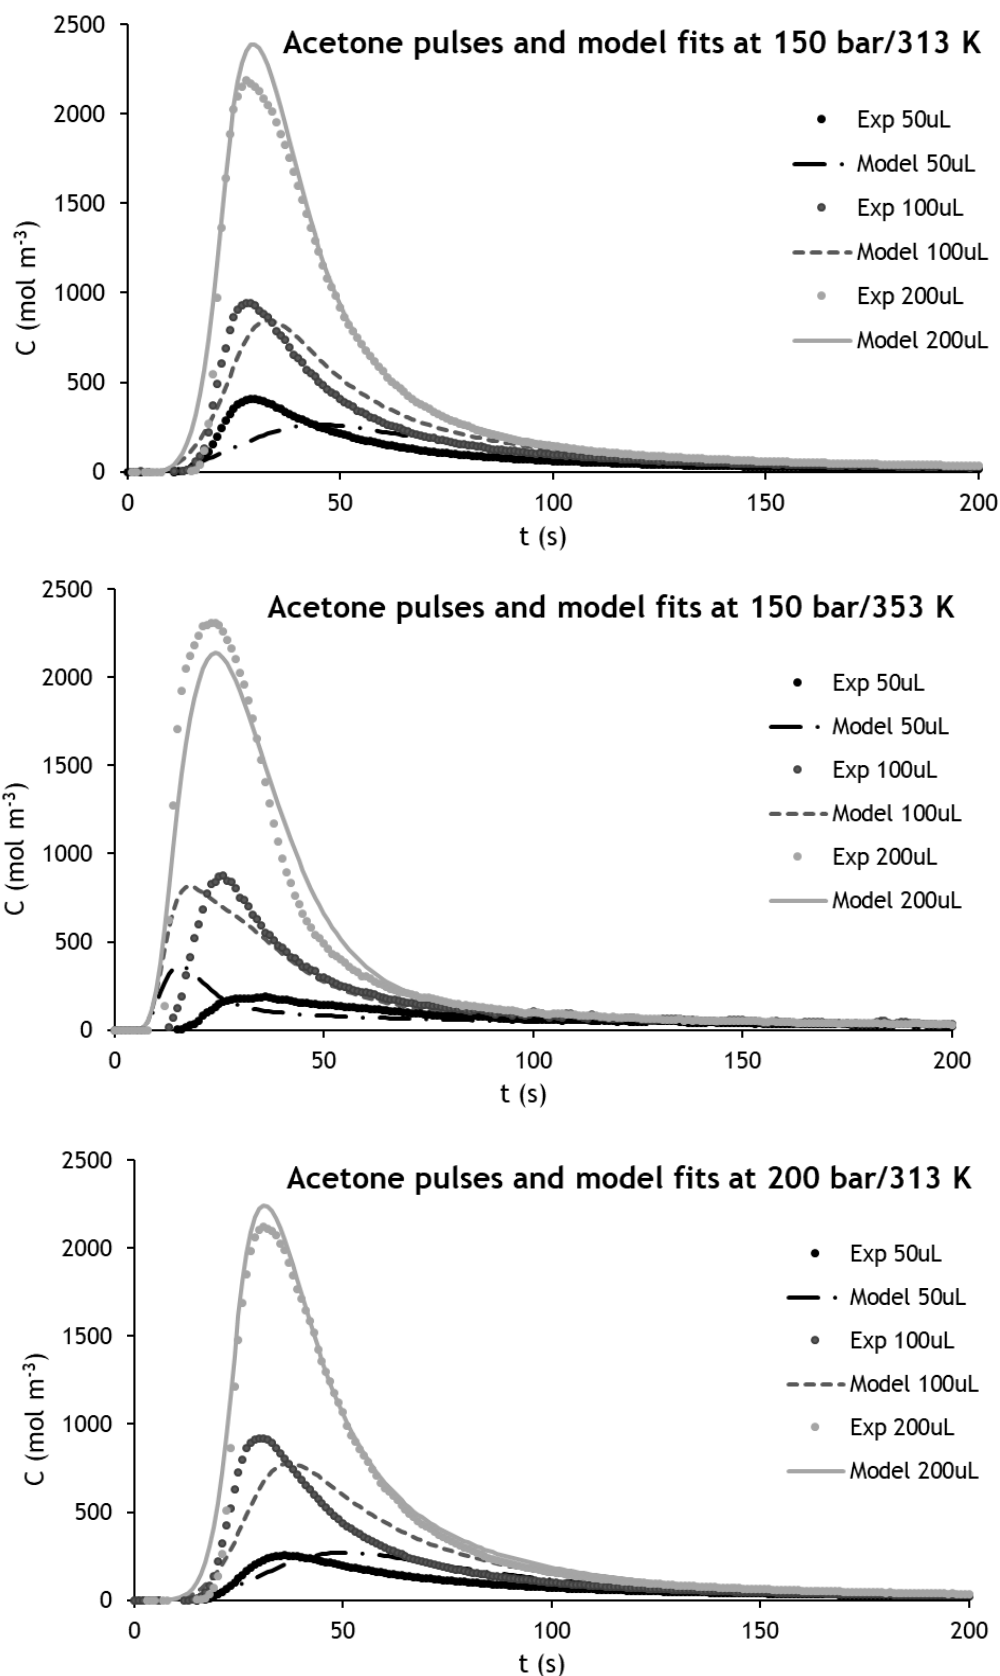 Acetone pulses and model fits at 150 bar/313 K
2500
2000
1500
1000
500
0
C (mol m⁻³)
Exp 50uL
Model 50uL
Exp 100uL
Model 100uL
Exp 200uL
Model 200uL
0 50 100 150 200
t (s)
Acetone pulses and model fits at 150 bar/353 K
2500
2000
1500
1000
500
0
C (mol m⁻³)
Exp 50uL
Model 50uL
Exp 100uL
Model 100uL
Exp 200uL
Model 200uL
0 50 100 150 200
t (s)
Acetone pulses and model fits at 200 bar/313 K
2500
2000
1500
1000
500
0
C (mol m⁻³)
Exp 50uL
Model 50uL
Exp 100uL
Model 100uL
Exp 200uL
Model 200uL
0 50 100 150 200
t (s)